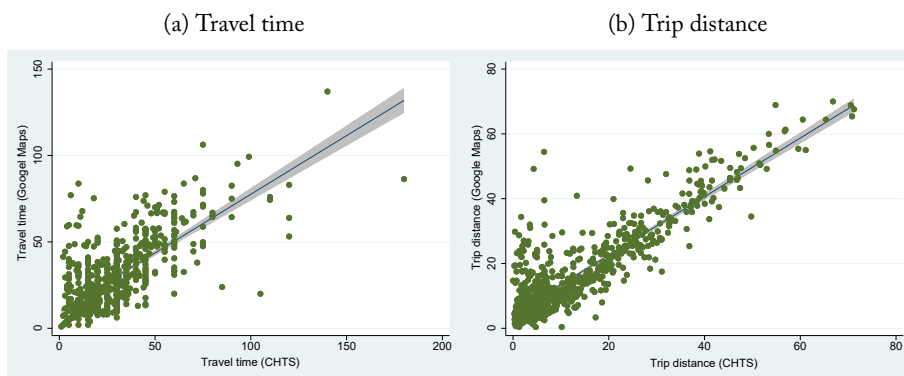 (a) Travel time
(b) Trip distance
Travel time (Googel Maps)
150
100
50
0
0 50 100 150 200
Travel time (CHTS)
Trip distance (Google Maps)
80
60
40
20
0
0 20 40 60 80
Trip distance (CHTS)